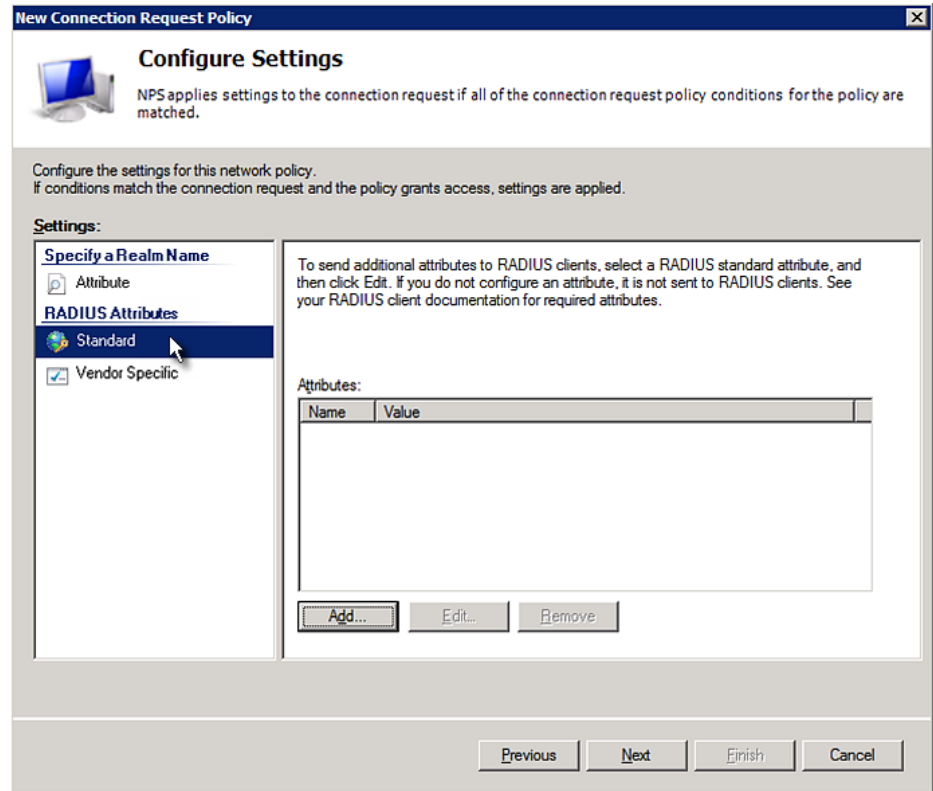 New Connection Request Policy
Configure Settings
NPS applies settings to the connection request if all of the connection request policy conditions for the policy are
matched.
Configure the settings for this network policy.
If conditions match the connection request and the policy grants access, settings are applied.
Settings:
Specify a Realm Name
Attribute
RADIUS Attributes
Standard
Vendor Specific
To send additional attributes to RADIUS clients, select a RADIUS standard attribute, and
then click Edit. If you do not configure an attribute, it is not sent to RADIUS clients. See
your RADIUS client documentation for required attributes.
Attributes:
Name Value
Add... Edit... Remove
Previous Next Finish Cancel